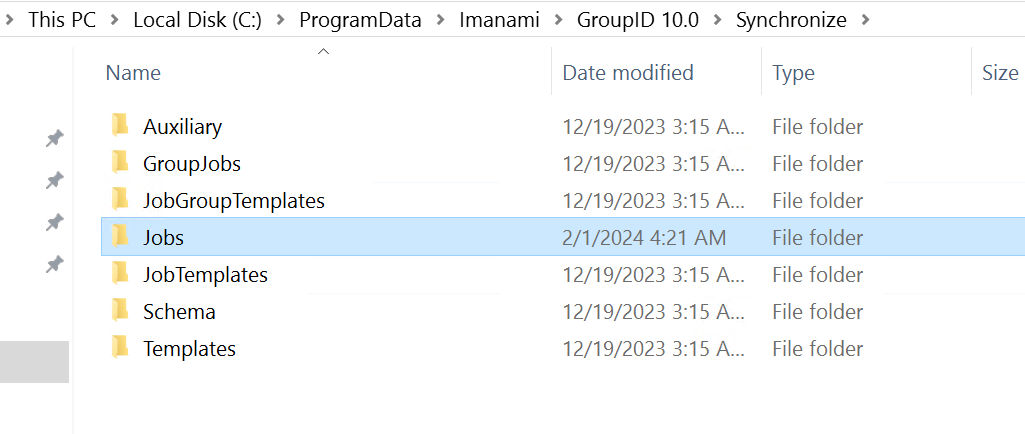 This PC > Local Disk (C:) > ProgramData > Imanami > GroupID 10.0 > Synchronize >
Name Date modified Type Size
Auxiliary 12/19/2023 3:15 A... File folder
GroupJobs 12/19/2023 3:15 A... File folder
JobGroupTemplates 12/19/2023 3:15 A... File folder
Jobs 2/1/2024 4:21 AM File folder
JobTemplates 12/19/2023 3:15 A... File folder
Schema 12/19/2023 3:15 A... File folder
Templates 12/19/2023 3:15 A... File folder